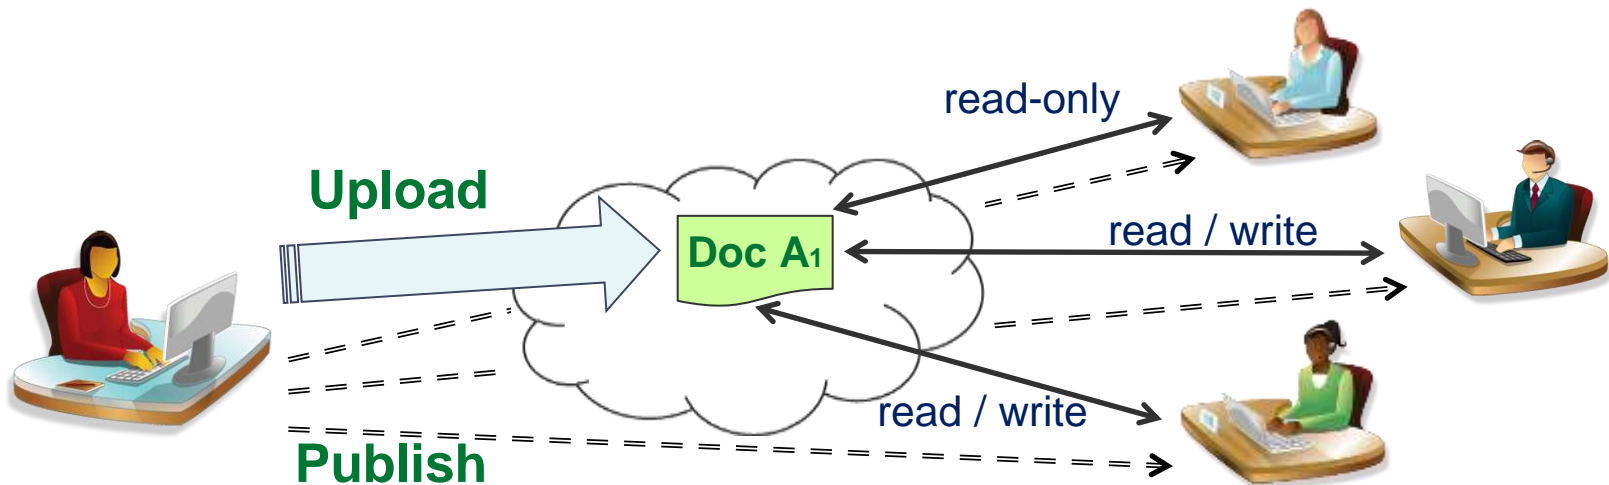 read-only
Upload
read / write
Doc A1
read / write
Publish